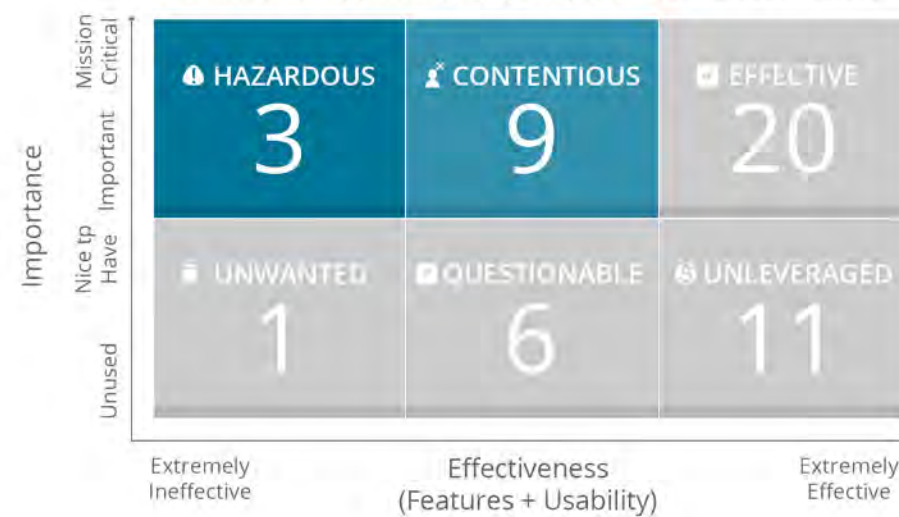 Importance
Mission
Critical
Important
Nice tp
Have
Unused
HAZARDOUS
3
CONTENTIOUS
9
EFFECTIVE
20
UNWANTED
1
QUESTIONABLE
6
UNLEVERAGED
11
Extremely
Ineffective
Effectiveness
(Features + Usability)
Extremely
Effective